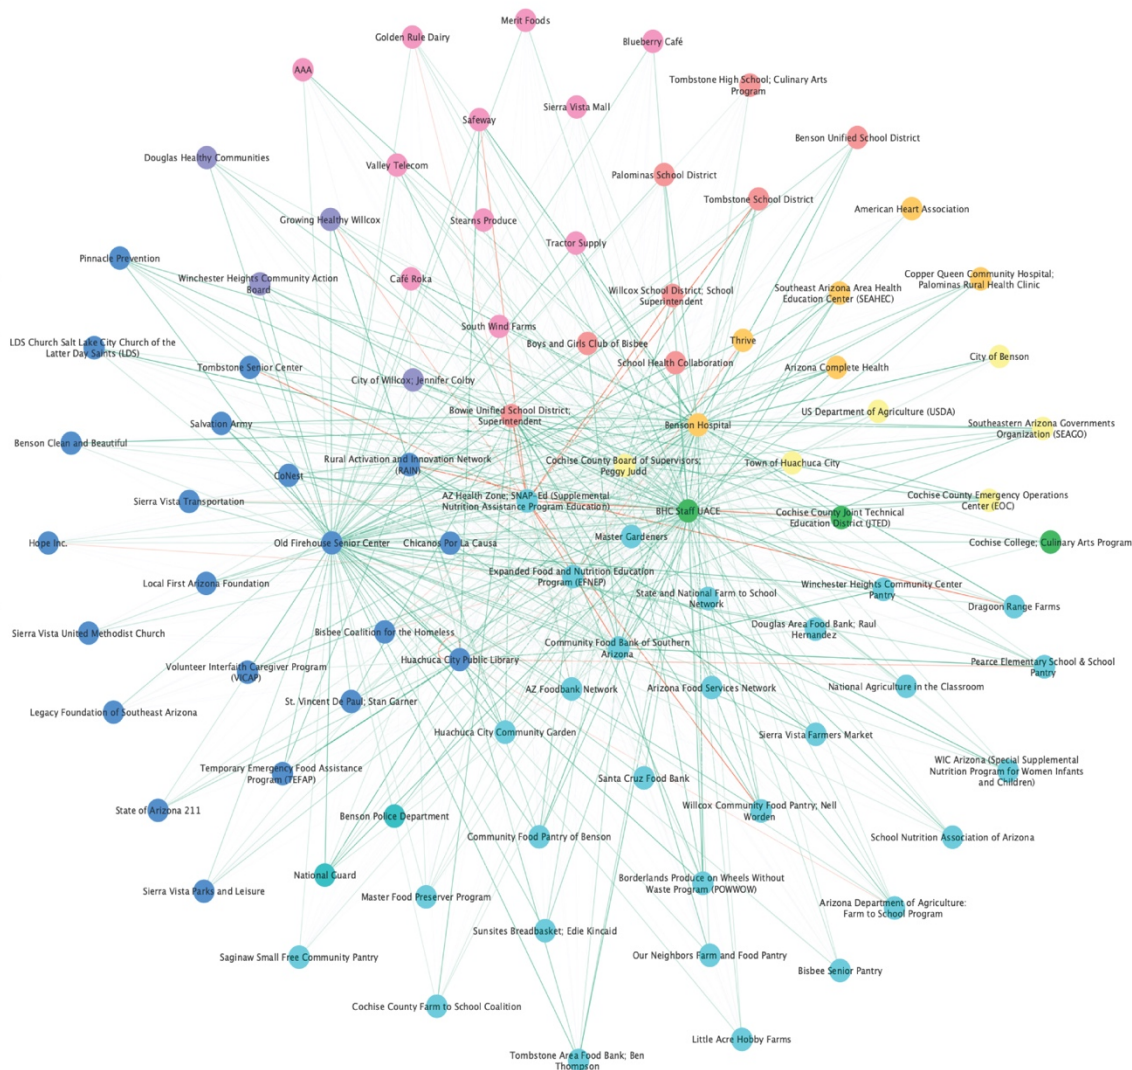 Merit Foods
Golden Rule Dairy
Blueberry Café
AAA
Tombstone High School; Culinary Arts
Program
Sierra Vista Mall
Safeway
Benson Unified School District
Douglas Healthy Communities
Valley Telecom
Palominas School District
Tombstone School District
American Heart Association
Growing Healthy Willcox
Stearns Produce
Tractor Supply
Pinnacle Prevention
Winchester Heights Community Action
Board
Café Roka
Willcox School District; School
Superintendent
Southeast Arizona Area Health
Education Center (SEAHEC)
Copper Queen Community Hospital;
Palominas Rural Health Clinic
South Wind Farms
Boys and Girls Club of Bisbee
Thrive
LDS Church Salt Lake City Church of the
Latter Day Saints (LDS)
Tombstone Senior Center
City of Willcox; Jennifer Colby
School Health Collaboration
Arizona Complete Health
City of Benson
Salvation Army
Bowie Unified School District;
Superintendent
Benson Hospital
US Department of Agriculture (USDA)
Southeastern Arizona Governments
Organization (SEAGO)
Benson Clean and Beautiful
CoNest
Rural Activation and Innovation Network
(RAIN)
Cochise County Board of Supervisors;
Peggy Judd
Town of Huachuca City
Sierra Vista Transportation
AZ Health Zone; SNAP-Ed (Supplemental
Nutrition Assistance Program Education)
BHC Staff UACE
Cochise County Joint Technical
Education District (JTED)
Cochise County Emergency Operations
Center (EOC)
Hope Inc.
Old Firehouse Senior Center
Chicanos Por La Causa
Master Gardeners
Cochise College; Culinary Arts Program
Local First Arizona Foundation
Expanded Food and Nutrition Education
Program (EFNEP)
State and National Farm to School
Network
Winchester Heights Community Center
Pantry
Dragoon Range Farms
Sierra Vista United Methodist Church
Bisbee Coalition for the Homeless
Douglas Area Food Bank; Raul
Hernandez
Volunteer Interfaith Caregiver Program
(VICAP)
Huachuca City Public Library
Community Food Bank of Southern
Arizona
Pearce Elementary School & School
Pantry
Legacy Foundation of Southeast Arizona
St. Vincent De Paul; Stan Garner
AZ Foodbank Network
Arizona Food Services Network
National Agriculture in the Classroom
Huachuca City Community Garden
Sierra Vista Farmers Market
Temporary Emergency Food Assistance
Program (TEFAP)
Santa Cruz Food Bank
WIC Arizona (Special Supplemental
Nutrition Program for Women Infants
and Children)
State of Arizona 211
Benson Police Department
Community Food Pantry of Benson
Willcox Community Food Pantry; Nell
Worden
School Nutrition Association of Arizona
Sierra Vista Parks and Leisure
National Guard
Master Food Preserver Program
Borderlands Produce on Wheels Without
Waste Program (POWWOW)
Arizona Department of Agriculture:
Farm to School Program
Saginaw Small Free Community Pantry
Sunsites Breadbasket; Edie Kincaid
Our Neighbors Farm and Food Pantry
Bisbee Senior Pantry
Cochise County Farm to School Coalition
Little Acre Hobby Farms
Tombstone Area Food Bank; Ben
Thompson